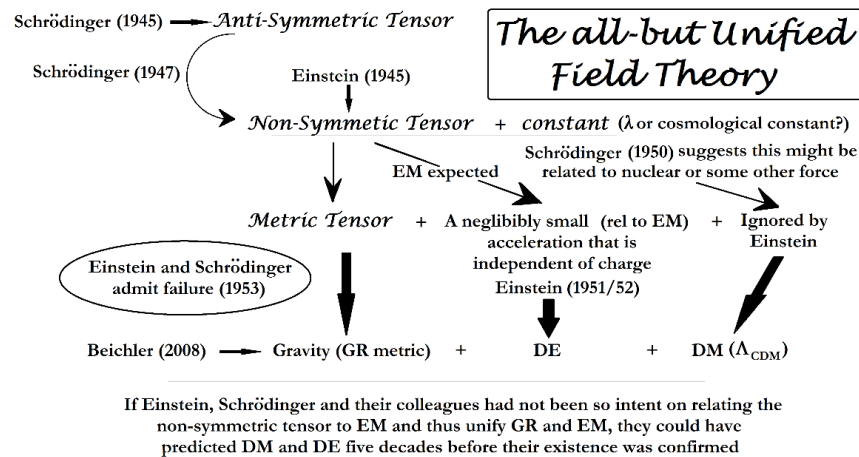 The all-but Unified
Field Theory
Schrödinger (1945)
Anti-Symmetric Tensor
Schrödinger (1947)
Einstein (1945)
Non-Symmetic Tensor + constant (λ or cosmological constant?)
EM expected
Schrödinger (1950) suggests this might be
related to nuclear or some other force
Metric Tensor + A neglibibly small (rel to EM) + Ignored by
acceleration that is Einstein
independent of charge
Einstein (1951/52)
Einstein and Schrödinger
admit failure (1953)
Beichler (2008) Gravity (GR metric) + DE + DM (ΛCDM)
If Einstein, Schrödinger and their colleagues had not been so intent on relating the
non-symmetric tensor to EM and thus unify GR and EM, they could have
predicted DM and DE five decades before their existence was confirmed